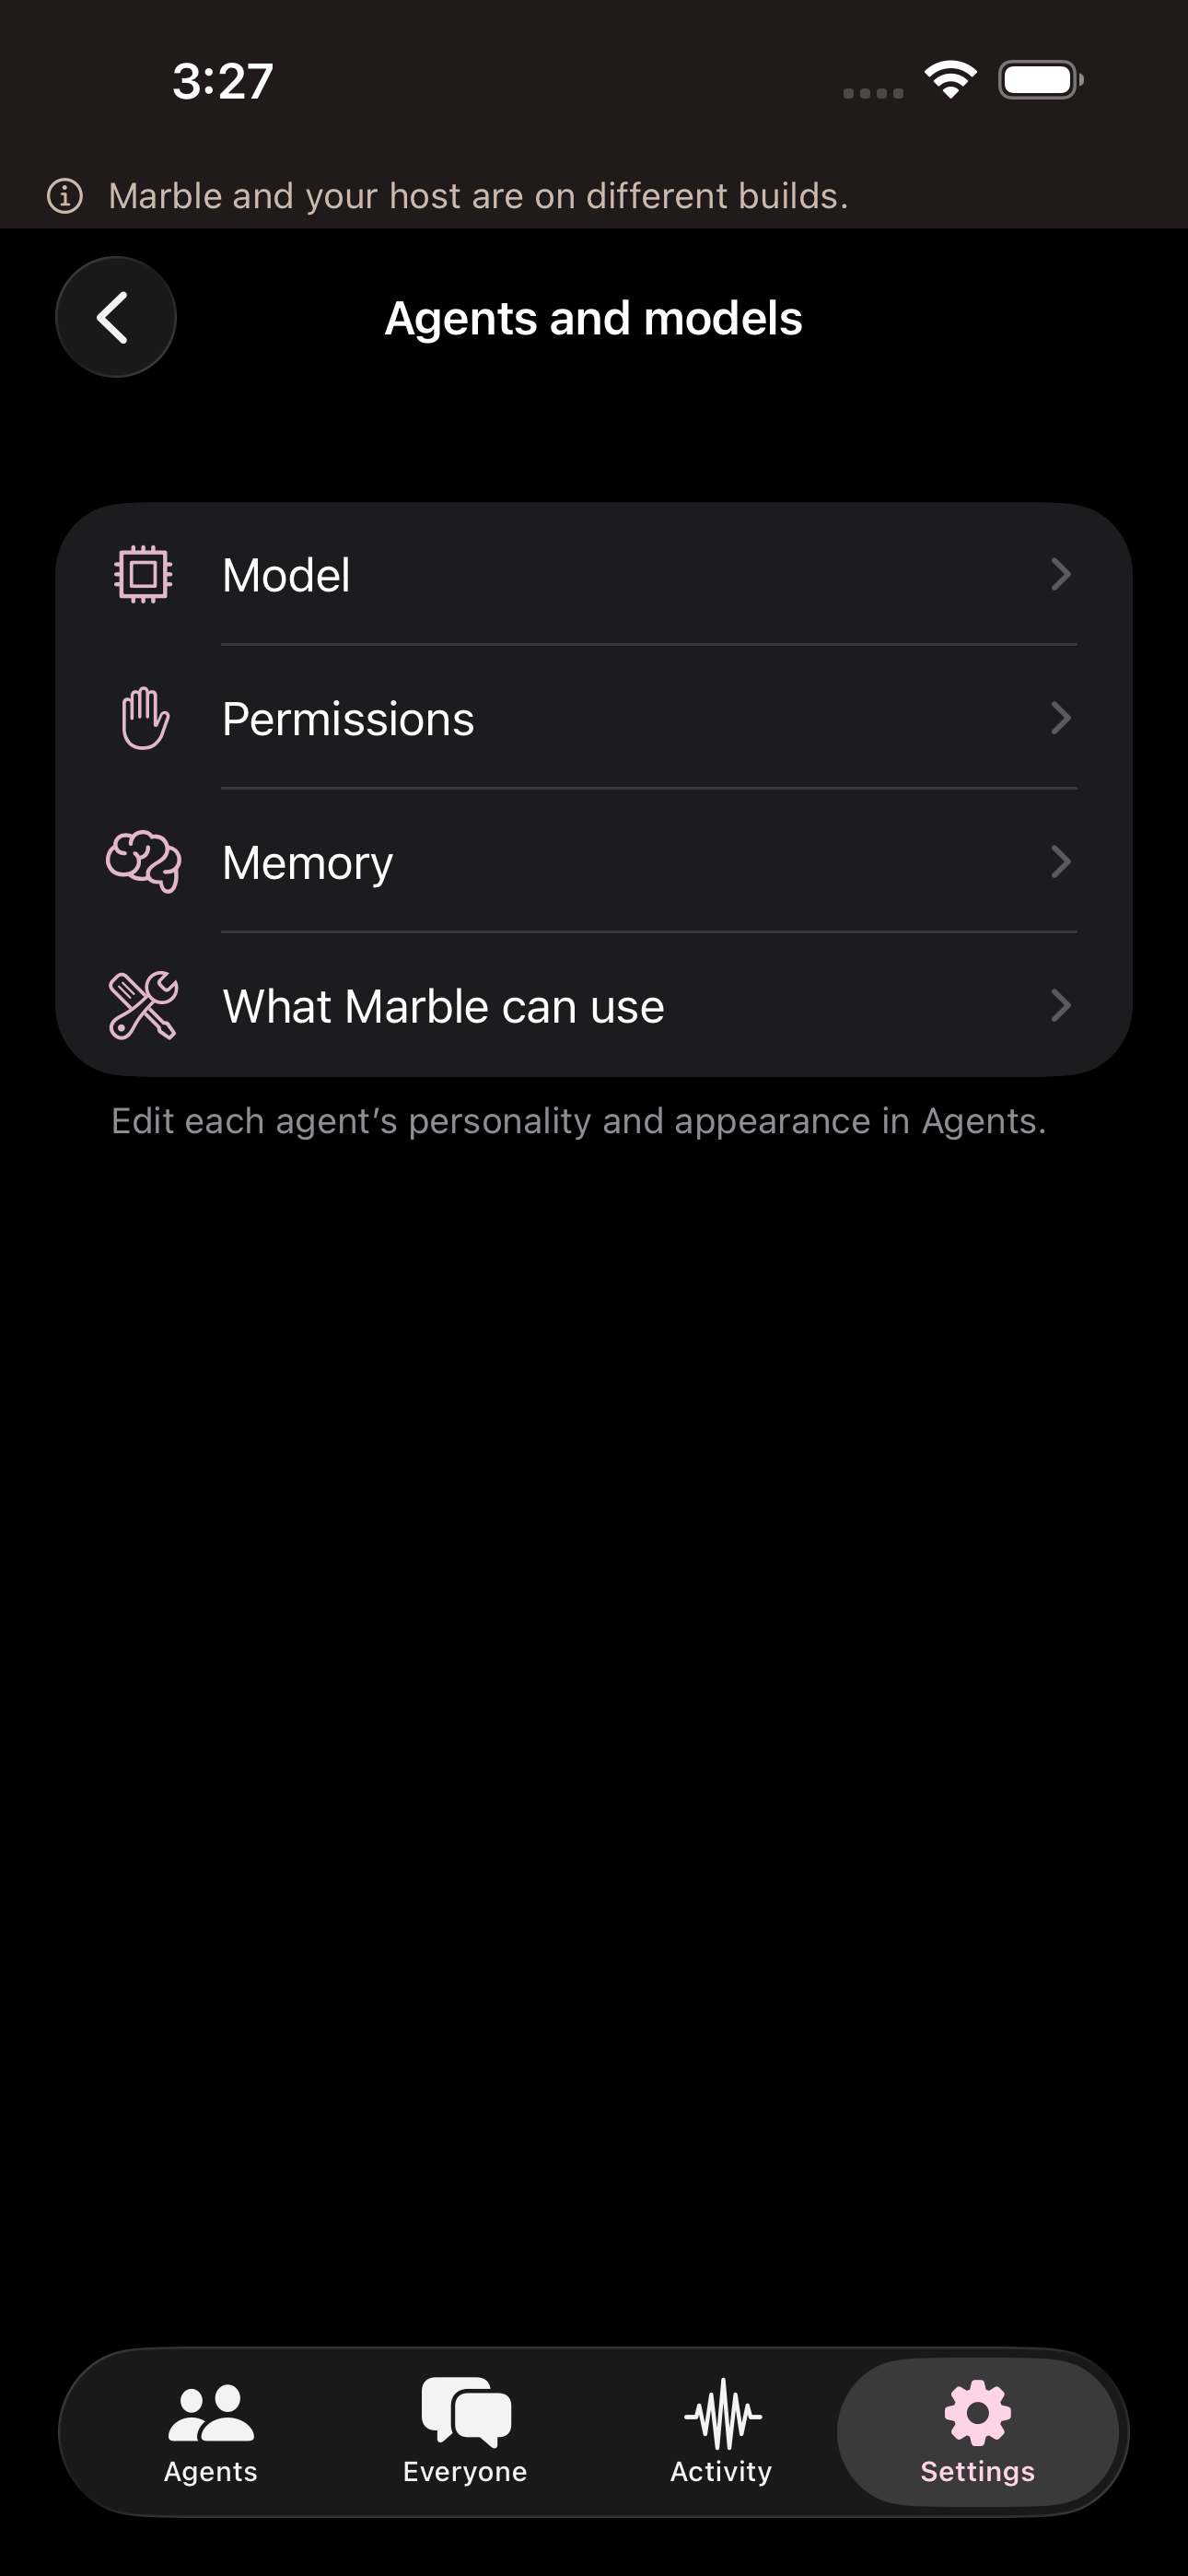 3:27
Marble and your host are on different builds.
Agents and models
Model
Permissions
Memory
What Marble can use
Edit each agent’s personality and appearance in Agents.
Agents
Everyone
Activity
Settings